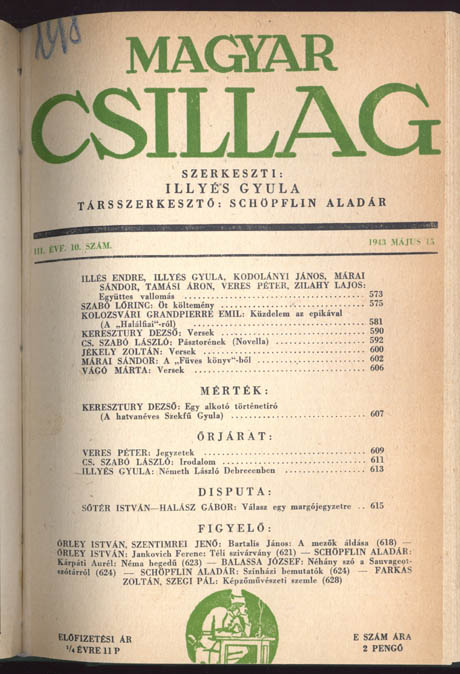 MAGYAR
CSILLAG
SZERKESZTI:
ILLYÉS GYULA
TÁRSSZERKESZTŐ: SCHÖPFLIN ALADÁR
III. ÉVF. 10. SZÁM. 1943 MÁJUS 15
ILLÉS ENDRE, ILLYÉS GYULA, KODOLÁNYI JÁNOS, MÁRAI
SÁNDOR, TAMÁSI ÁRON, VERES PÉTER, ZILAHY LAJOS:
Együttes vallomás 573
SZABÓ LŐRINC: Öt költemény 575
KOLOZSVÁRI GRANDPIERRE EMIL: Küzdelem az epikával
(A „Halálfiai"-ról) 581
KERESZTURY DEZSŐ: Versek 590
CS. SZABÓ LÁSZLÓ: Pásztorének (Novella) 592
JÉKELY ZOLTÁN: Versek 600
MÁRAI SÁNDOR: A „Füves könyv"-ből 602
VÁGÓ MÁRTA: Versek 606
MÉRTÉK:
KERESZTURY DEZSŐ: Egy alkotó történetíró
(A hatvanéves Szekfű Gyula) 607
ŐRJÁRAT:
VERES PÉTER: Jegyzetek 609
CS. SZABÓ LÁSZLÓ: Irodalom 611
ILLYÉS GYULA: Németh László Debrecenben 613
DISPUTA:
SŐTÉR ISTVÁN—HALÁSZ GÁBOR: Válasz egy margójegyzetre 615
FIGYELŐ:
ÖRLEY ISTVÁN, SZENTIMREI JENŐ: Bartalis János: A mezők áldása (618) —
ÖRLEY ISTVÁN: Jankovich Ferenc: Téli szivárvány (621) — SCHÖPFLIN ALADÁR:
Kárpáti Aurél: Néma hegedű (623) — BALASSA JÓZSEF: Néhány szó a Sauvageot-
szótárról (624) — SCHÖPFLIN ALADÁR: Színházi bemutatók (624) — FARKAS
ZOLTÁN, SZEGI PÁL: Képzőművészeti szemle (628)
ELŐFIZETÉSI ÁR
¼ ÉVRE 11 P
E SZÁM ÁRA
2 PENGŐ